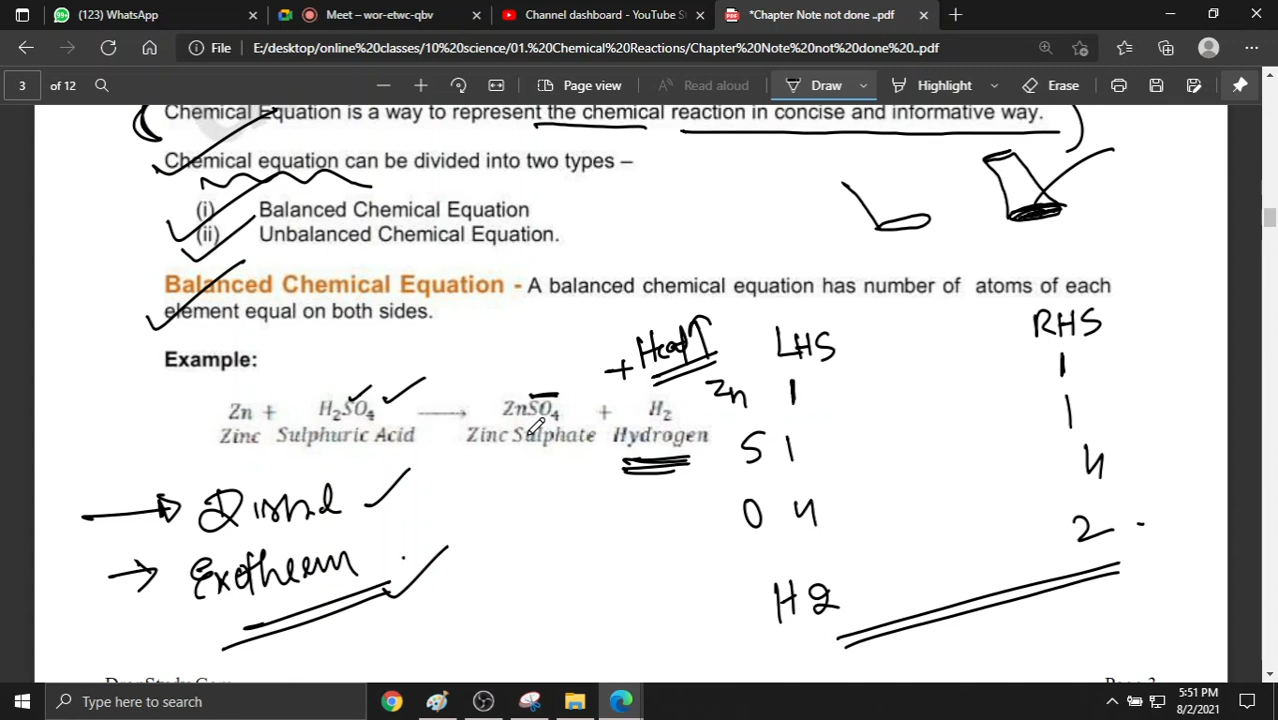 (123) WhatsApp
Meet – wor-etwc-qbv
Channel dashboard - YouTube St
*Chapter Note not done ..pdf
File E:/desktop/online%20classes/10%20science/01.%20Chemical%20Reactions/Chapter%20Note%20not%20done%20..pdf
3 of 12 Page view Read aloud Draw Highlight Erase
Chemical Equation is a way to represent the chemical reaction in concise and informative way.
Chemical equation can be divided into two types –
(i) Balanced Chemical Equation
(ii) Unbalanced Chemical Equation.
Balanced Chemical Equation - A balanced chemical equation has number of atoms of each
element equal on both sides.
Example:
+ Heat↑ LHS RHS
Zn 1 1
Zn + H₂SO₄ ⟶ ZnSO₄ + H₂
Zinc Sulphuric Acid Zinc Sulphate Hydrogen
S 1 1
O 4 4
H 2 2
→
→ Exotherm
Page 3
Type here to search
5:51 PM
8/2/2021